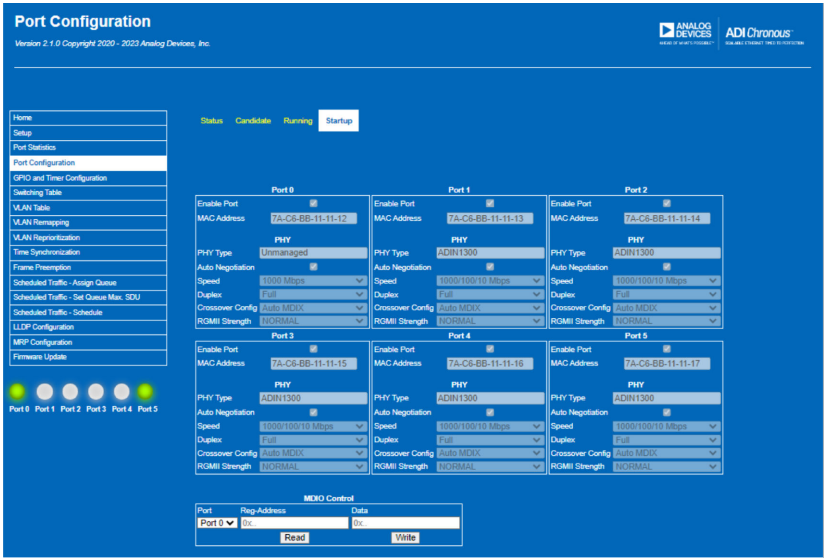 Port Configuration
Version 2.1.0 Copyright 2020 - 2023 Analog Devices, Inc.
ANALOG
DEVICES
AHEAD OF WHAT'S POSSIBLE™
ADI Chronous™
SCALABLE ETHERNET TIMED TO PERFECTION
Home
Setup
Port Statistics
Port Configuration
GPIO and Timer Configuration
Switching Table
VLAN Table
VLAN Remapping
VLAN Reprioritization
Time Synchronization
Frame Preemption
Scheduled Traffic - Assign Queue
Scheduled Traffic - Set Queue Max. SDU
Scheduled Traffic - Schedule
LLDP Configuration
MRP Configuration
Firmware Update
Port 0 Port 1 Port 2 Port 3 Port 4 Port 5
Status Candidate Running Startup
Port 0
Enable Port
MAC Address 7A-C6-BB-11-11-12
PHY
PHY Type Unmanaged
Auto Negotiation
Speed 1000 Mbps
Duplex Full
Crossover Config Auto MDIX
RGMII Strength NORMAL
Port 1
Enable Port
MAC Address 7A-C6-BB-11-11-13
PHY
PHY Type ADIN1300
Auto Negotiation
Speed 1000/100/10 Mbps
Duplex Full
Crossover Config Auto MDIX
RGMII Strength NORMAL
Port 2
Enable Port
MAC Address 7A-C6-BB-11-11-14
PHY
PHY Type ADIN1300
Auto Negotiation
Speed 1000/100/10 Mbps
Duplex Full
Crossover Config Auto MDIX
RGMII Strength NORMAL
Port 3
Enable Port
MAC Address 7A-C6-BB-11-11-15
PHY
PHY Type ADIN1300
Auto Negotiation
Speed 1000/100/10 Mbps
Duplex Full
Crossover Config Auto MDIX
RGMII Strength NORMAL
Port 4
Enable Port
MAC Address 7A-C6-BB-11-11-16
PHY
PHY Type ADIN1300
Auto Negotiation
Speed 1000/100/10 Mbps
Duplex Full
Crossover Config Auto MDIX
RGMII Strength NORMAL
Port 5
Enable Port
MAC Address 7A-C6-BB-11-11-17
PHY
PHY Type ADIN1300
Auto Negotiation
Speed 1000/100/10 Mbps
Duplex Full
Crossover Config Auto MDIX
RGMII Strength NORMAL
MDIO Control
Port Reg-Address Data
Port 0 0x.. 0x..
Read Write